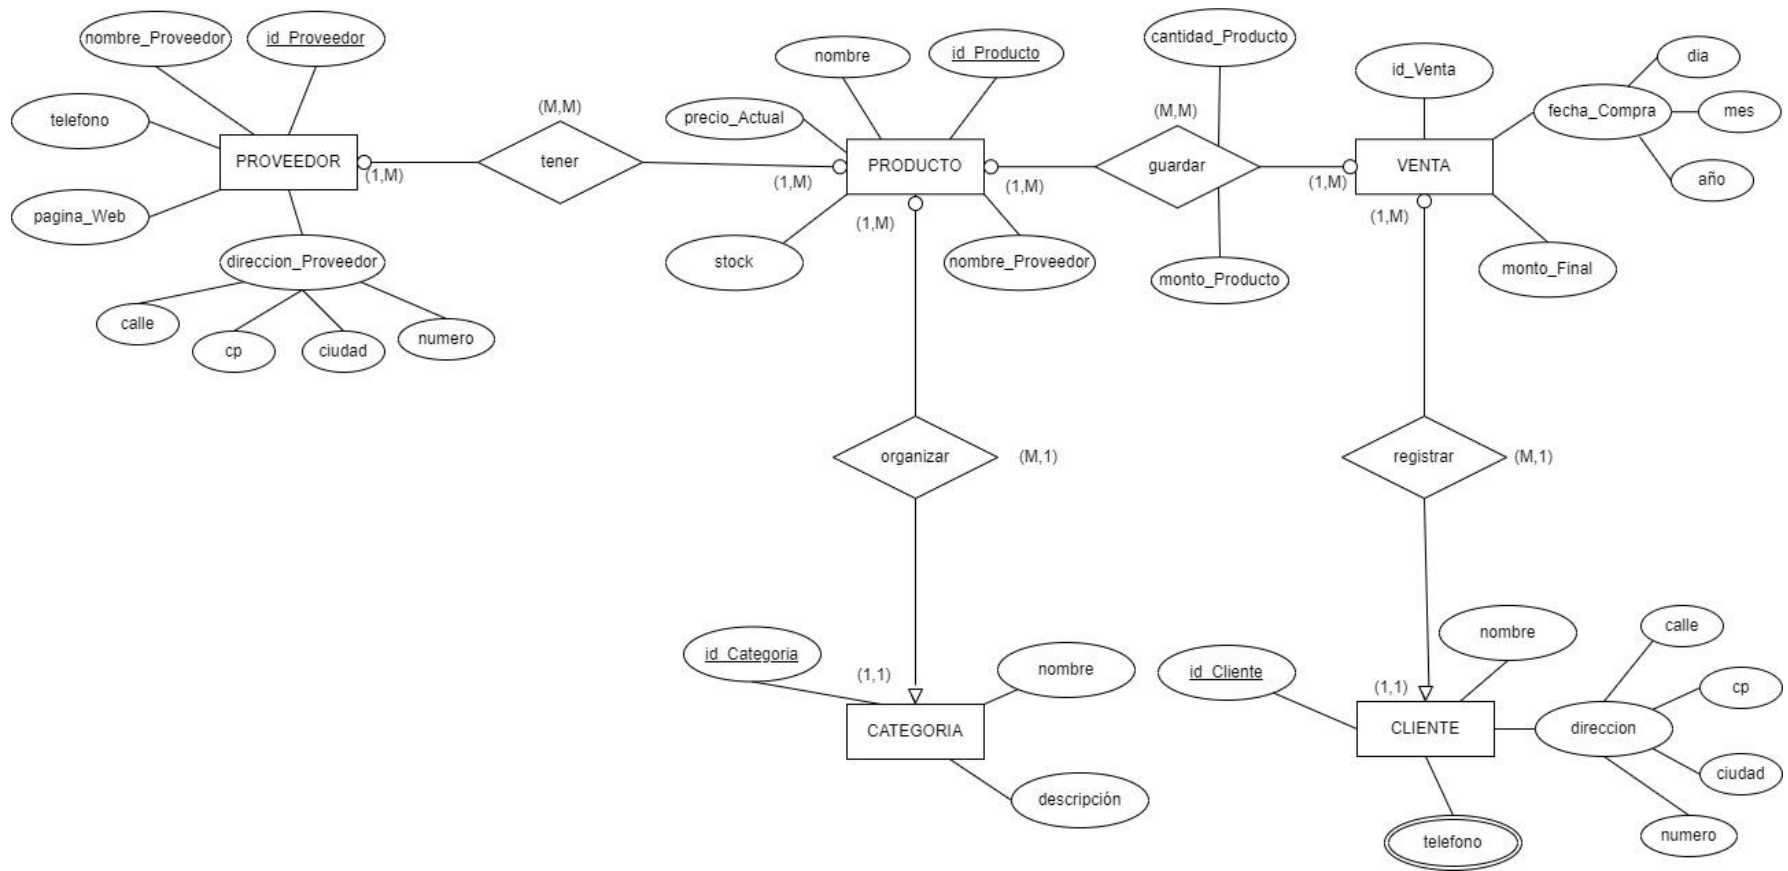 nombre_Proveedor
id_Proveedor
telefono
pagina_Web
PROVEEDOR
(1,M)
direccion_Proveedor
calle
cp
ciudad
numero
(M,M)
tener
(1,M)
nombre
id_Producto
precio_Actual
PRODUCTO
stock
nombre_Proveedor
(1,M)
(1,M)
cantidad_Producto
(M,M)
guardar
monto_Producto
(1,M)
id_Venta
VENTA
fecha_Compra
dia
mes
año
monto_Final
(1,M)
organizar
(M,1)
registrar
(M,1)
id_Categoria
(1,1)
nombre
CATEGORIA
descripción
id_Cliente
(1,1)
nombre
CLIENTE
direccion
calle
cp
ciudad
numero
telefono